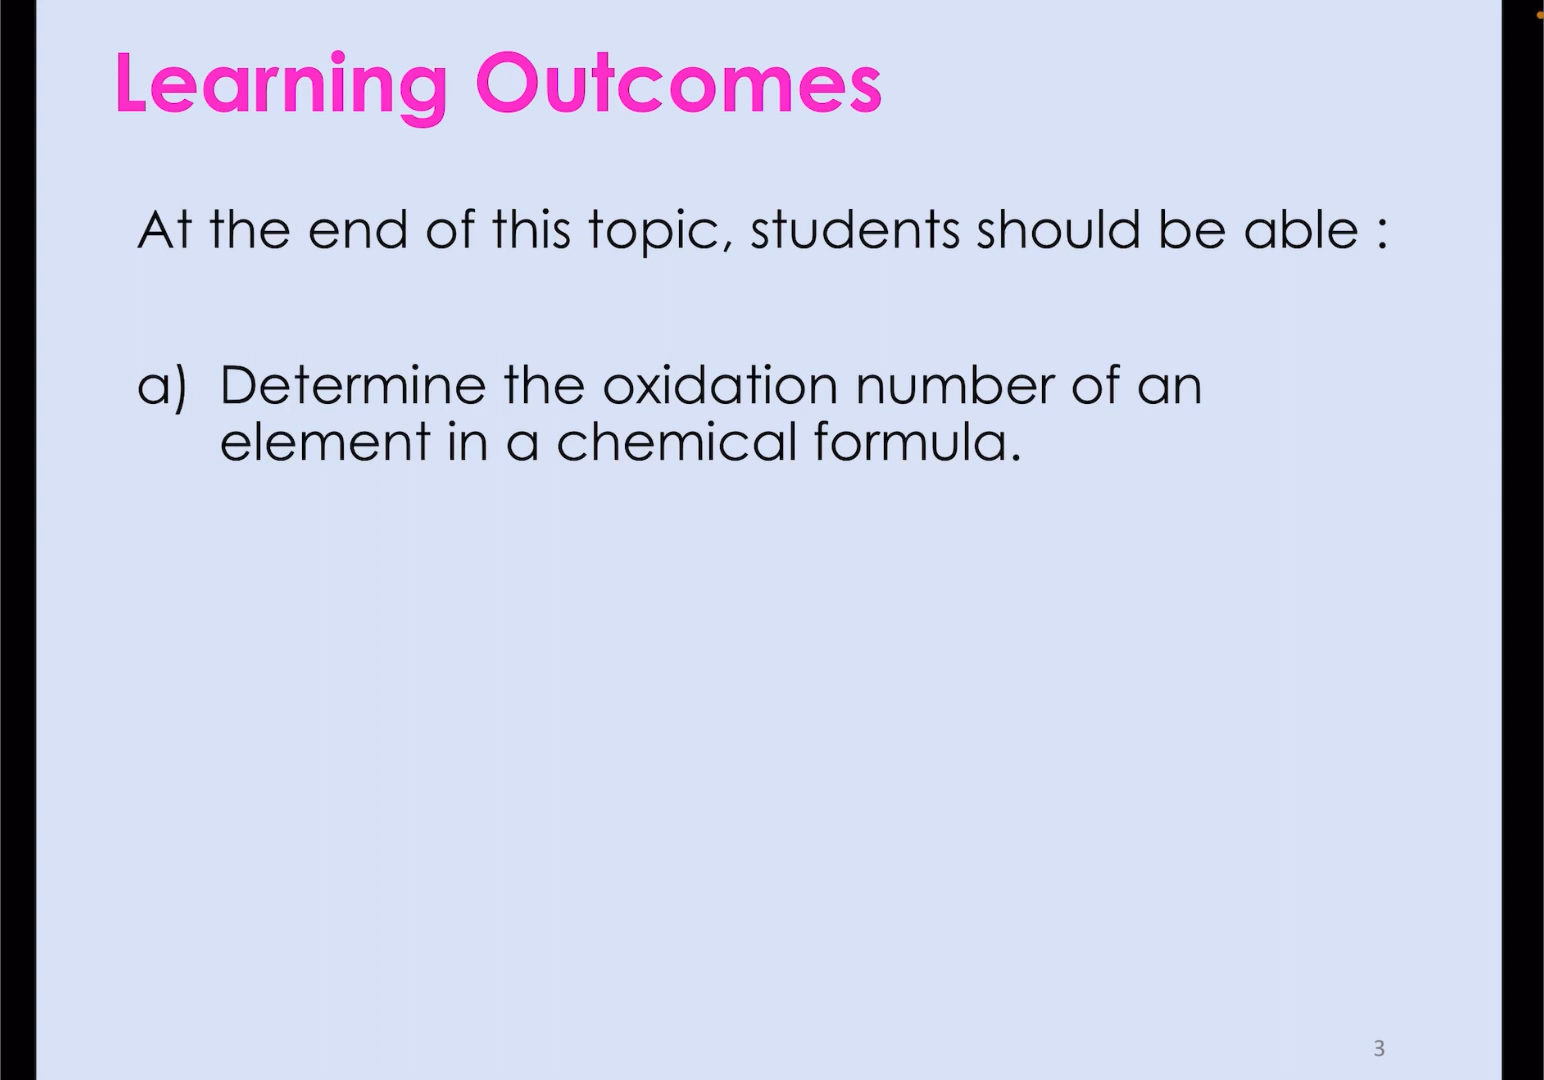 Learning Outcomes
At the end of this topic, students should be able :
a) Determine the oxidation number of an
element in a chemical formula.
3